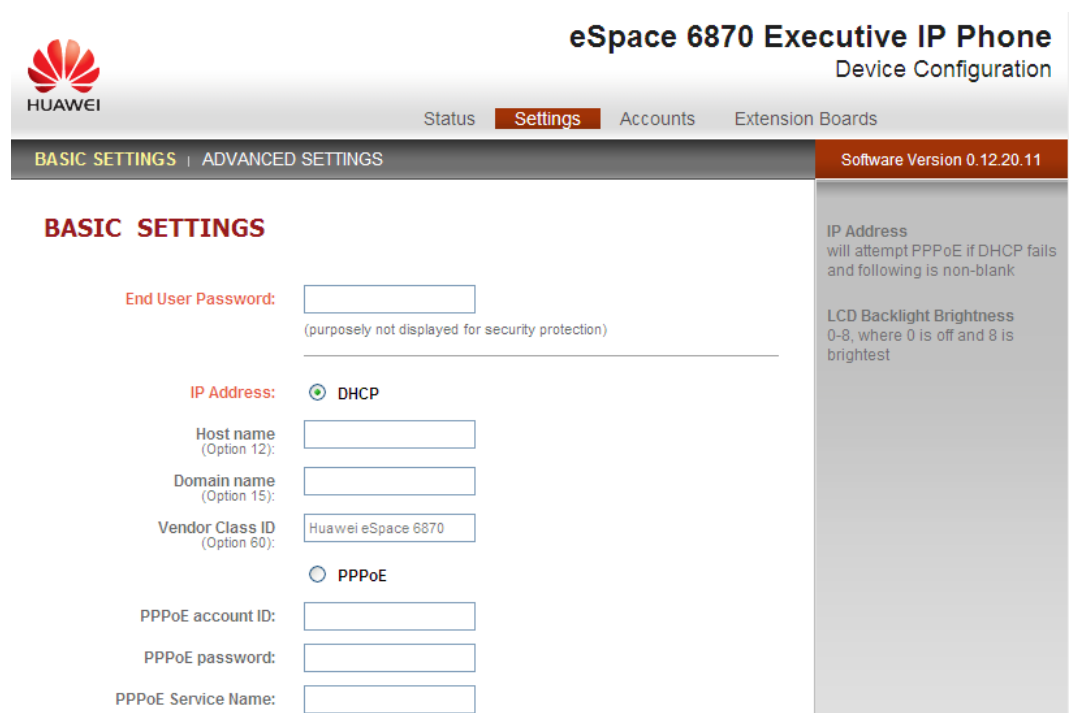 HUAWEI
eSpace 6870 Executive IP Phone
Device Configuration
Status Settings Accounts Extension Boards
BASIC SETTINGS | ADVANCED SETTINGS
Software Version 0.12.20.11
BASIC SETTINGS
End User Password:
(purposely not displayed for security protection)
IP Address: DHCP
Host name
(Option 12):
Domain name
(Option 15):
Vendor Class ID
(Option 60):
Huawei eSpace 6870
PPPoE
PPPoE account ID:
PPPoE password:
PPPoE Service Name:
IP Address
will attempt PPPoE if DHCP fails
and following is non-blank
LCD Backlight Brightness
0-8, where 0 is off and 8 is
brightest